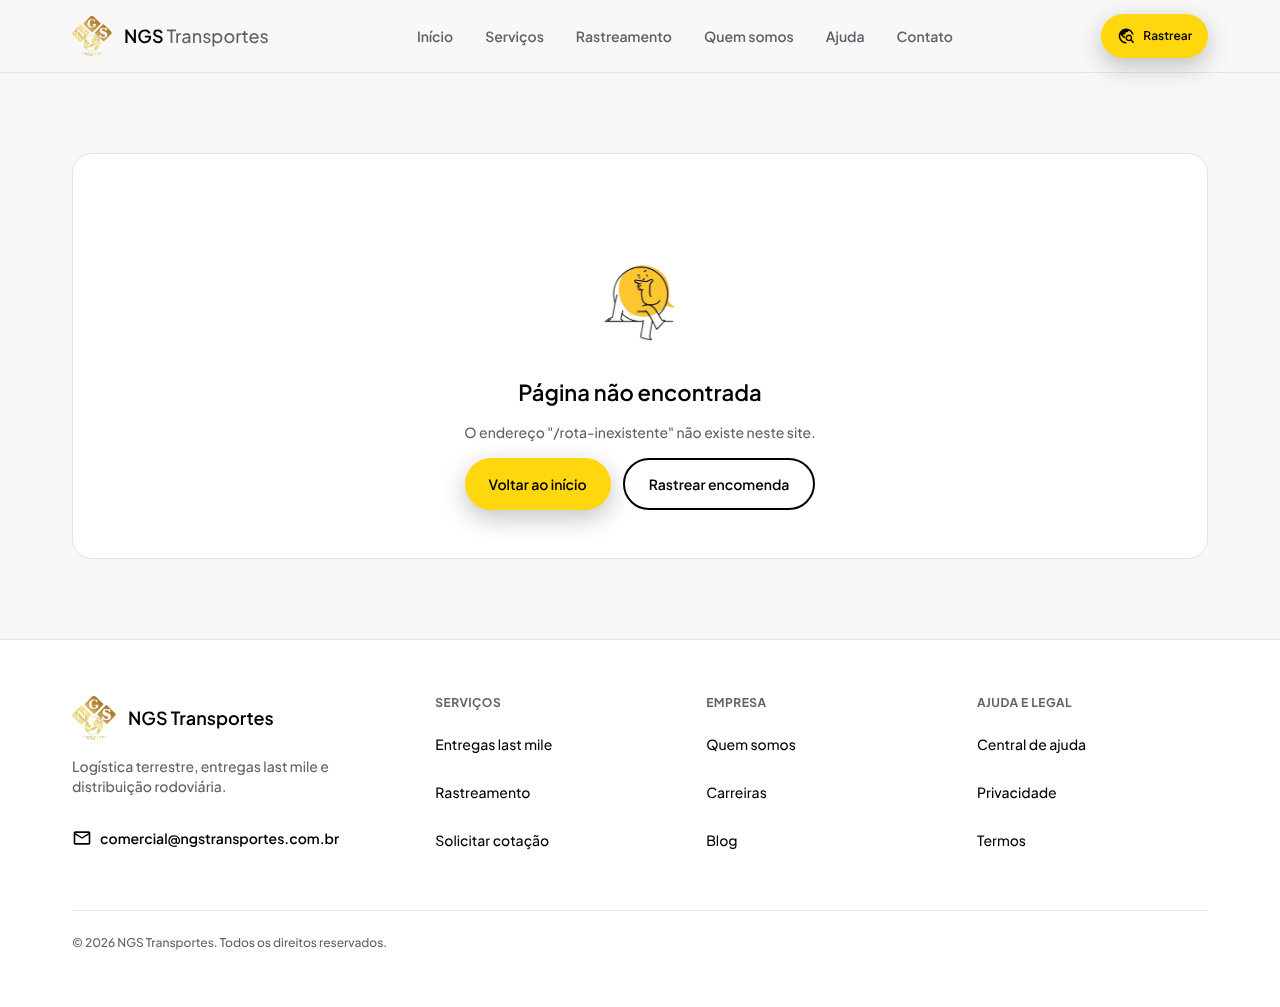 NGS Transportes
Início
Serviços
Rastreamento
Quem somos
Ajuda
Contato
Rastrear
Página não encontrada
O endereço "/rota-inexistente" não existe neste site.
Voltar ao início
Rastrear encomenda
NGS Transportes
Logística terrestre, entregas last mile e
distribuição rodoviária.
comercial@ngstransportes.com.br
SERVIÇOS
Entregas last mile
Rastreamento
Solicitar cotação
EMPRESA
Quem somos
Carreiras
Blog
AJUDA E LEGAL
Central de ajuda
Privacidade
Termos
© 2026 NGS Transportes. Todos os direitos reservados.